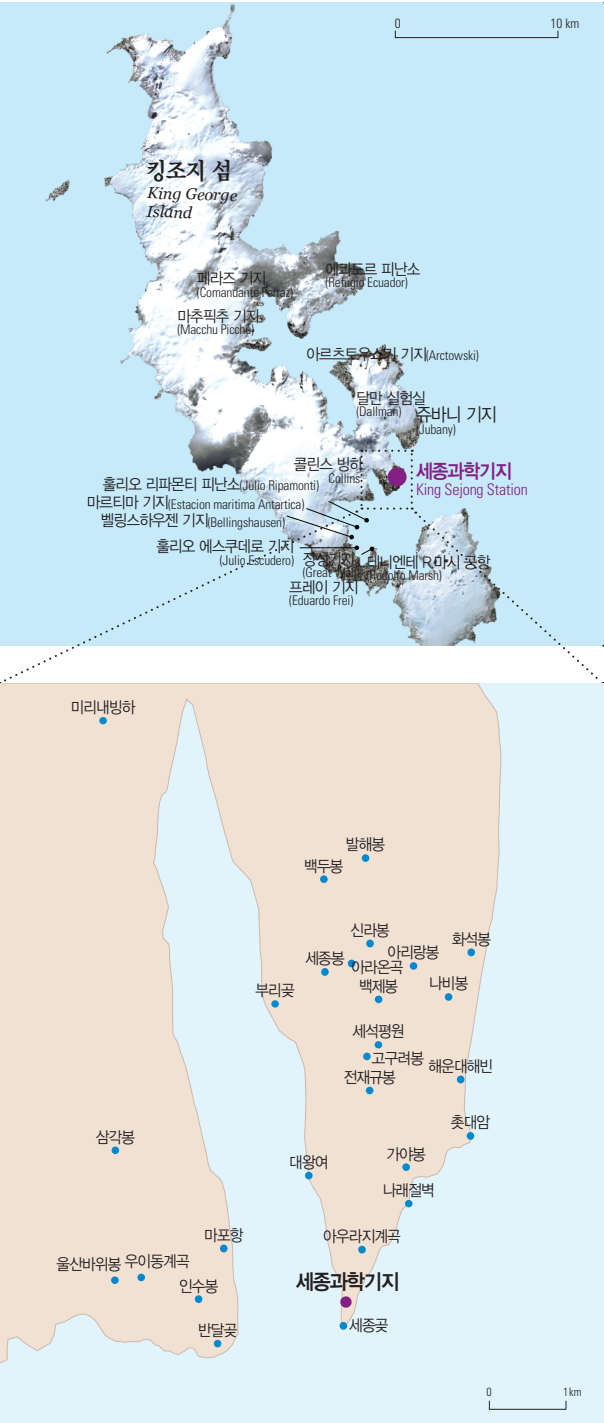 0 10 km
킹조지 섬
King George
Island
에콰도르 피난소
(Refugio Ecuador)
페라즈 기지
(Comandante Ferraz)
마추픽추 기지
(Macchu Picchu)
아르츠토우스키 기지(Arctowski)
달만 실험실
(Dallman)
쥬바니 기지
(Jubany)
콜린스 빙하
Collins
세종과학기지
King Sejong Station
훌리오 리파몬티 피난소(Julio Ripamonti)
마르티마 기지(Estacion maritima Antartica)
벨링스하우젠 기지(Bellingshausen)
훌리오 에스쿠데로 기지
(Julio Escudero)
장성기지
(Great Wall)
테니엔테 R.마시 공항
(Rodolfo Marsh)
프레이 기지
(Eduardo Frei)
미리내빙하
발해봉
백두봉
신라봉
화석봉
아리랑봉
세종봉
아라온곡
나비봉
백제봉
부리곶
세석평원
고구려봉
해운대해빈
전재규봉
촛대암
삼각봉
가야봉
대왕여
나래절벽
마포항
아우라지계곡
우이동계곡
울산바위봉
세종과학기지
인수봉
세종곶
반달곶
0 1km